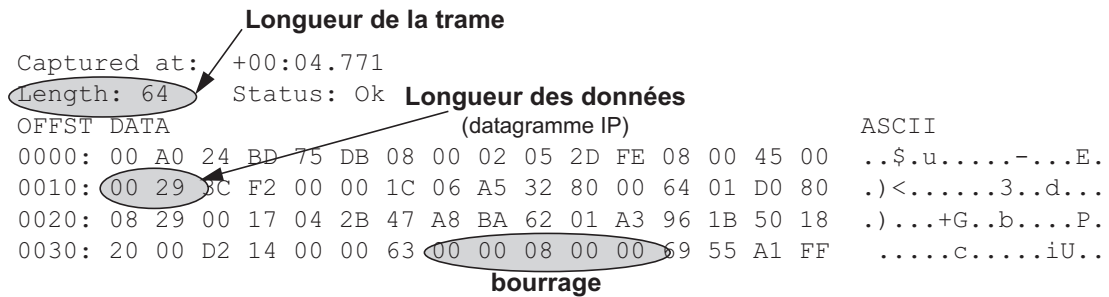 Longueur de la trame
Captured at: +00:04.771
Length: 64 Status: Ok
Longueur des données
(datagramme IP)
OFFST DATA ASCII
0000: 00 A0 24 BD 75 DB 08 00 02 05 2D FE 08 00 45 00 ..$.u.....-...E.
0010: 00 29 3C F2 00 00 1C 06 A5 32 80 00 64 01 D0 80 .)<......3..d...
0020: 08 29 00 17 04 2B 47 A8 BA 62 01 A3 96 1B 50 18 .)...+G..b....P.
0030: 20 00 D2 14 00 00 63 00 00 08 00 00 69 55 A1 FF .....c.....iU..
bourrage